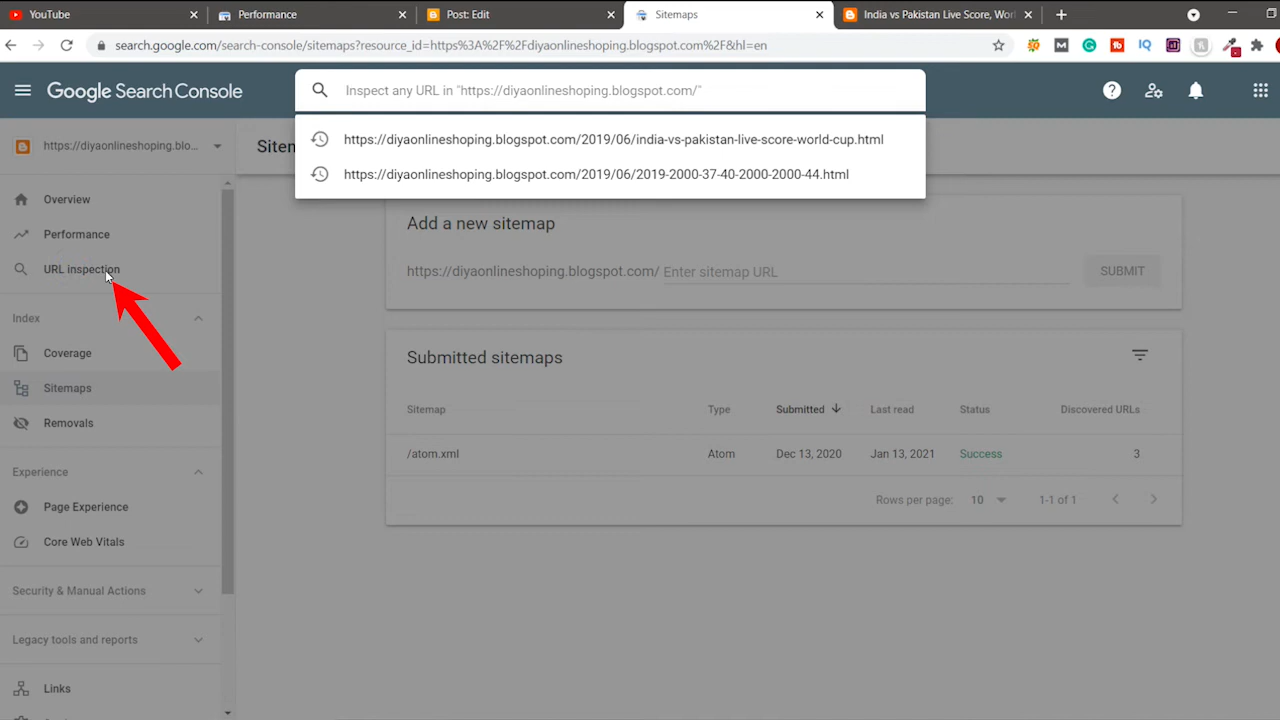 YouTube
Performance
Post: Edit
Sitemaps
India vs Pakistan Live Score, Worl
search.google.com/search-console/sitemaps?resource_id=https%3A%2F%2Fdiyaonlineshoping.blogspot.com%2F&hl=en
Google Search Console
Inspect any URL in "https://diyaonlineshoping.blogspot.com/"
https://diyaonlineshoping.blogspot.com/2019/06/india-vs-pakistan-live-score-world-cup.html
https://diyaonlineshoping.blogspot.com/2019/06/2019-2000-37-40-2000-2000-44.html
https://diyaonlineshoping.blo...
Sitem
Overview
Performance
URL inspection
Index
Coverage
Sitemaps
Removals
Experience
Page Experience
Core Web Vitals
Security & Manual Actions
Legacy tools and reports
Links
Add a new sitemap
https://diyaonlineshoping.blogspot.com/ Enter sitemap URL
SUBMIT
Submitted sitemaps
Sitemap Type Submitted Last read Status Discovered URLs
/atom.xml Atom Dec 13, 2020 Jan 13, 2021 Success 3
Rows per page: 10 1-1 of 1